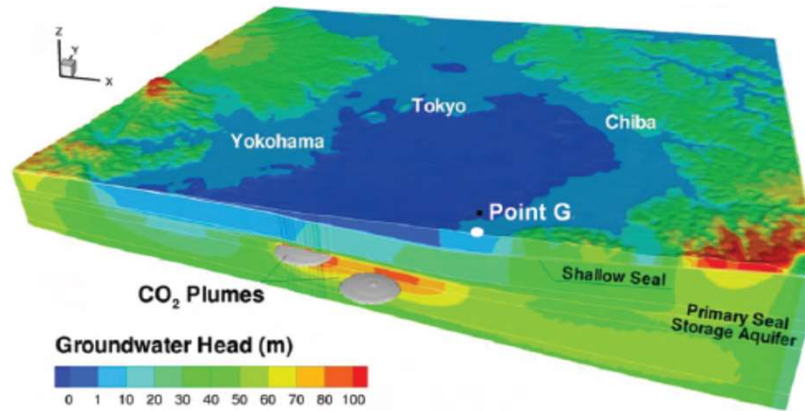 Z
Y
X
Tokyo
Yokohama
Chiba
Point G
Shallow Seal
CO₂ Plumes
Primary Seal
Storage Aquifer
Groundwater Head (m)
0 1 10 20 30 40 50 60 70 80 90 100